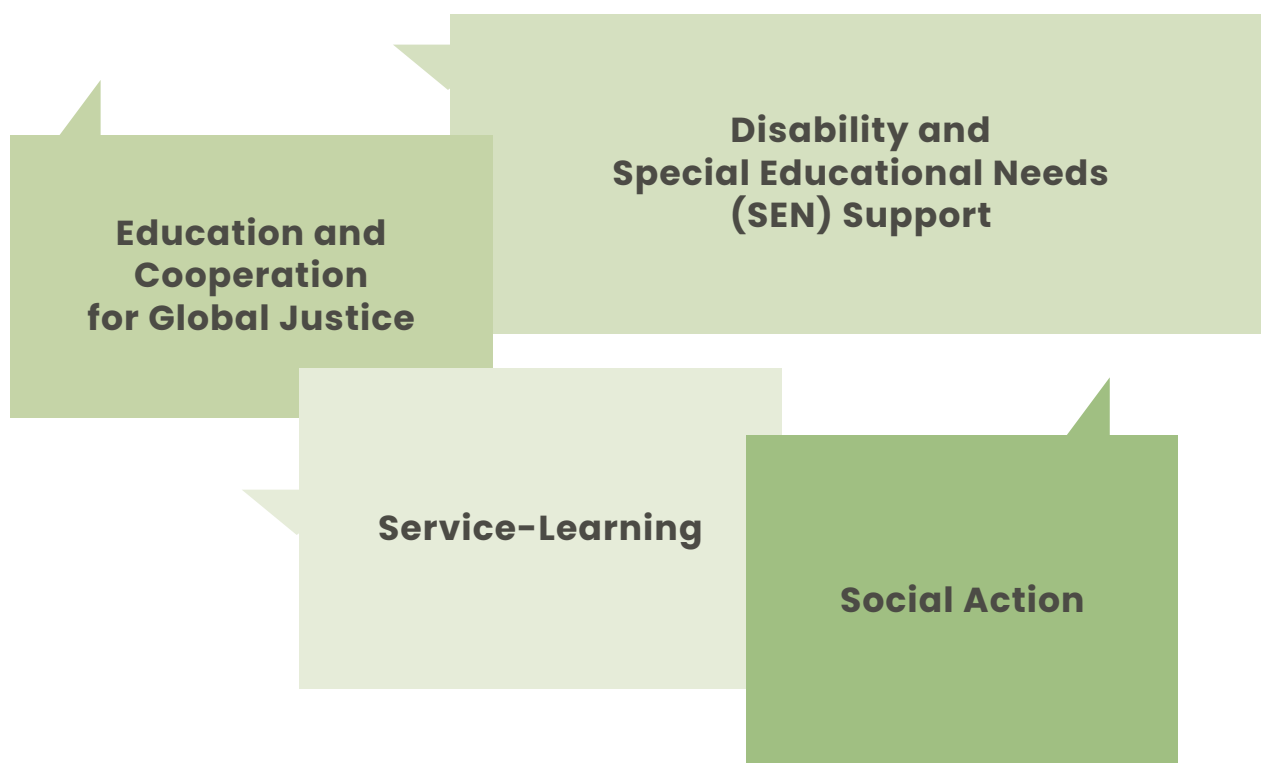 Disability and
Special Educational Needs
(SEN) Support
Education and
Cooperation
for Global Justice
Service-Learning
Social Action